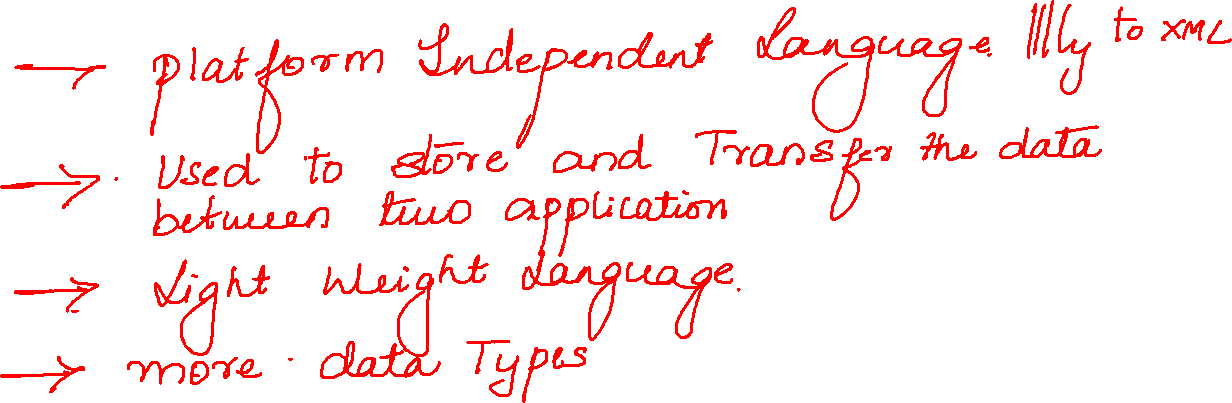 → Platform Independent Language. |||ly to XML
→ Used to store and Transfer the data
between two application
→ Light Weight Language.
→ more data Types